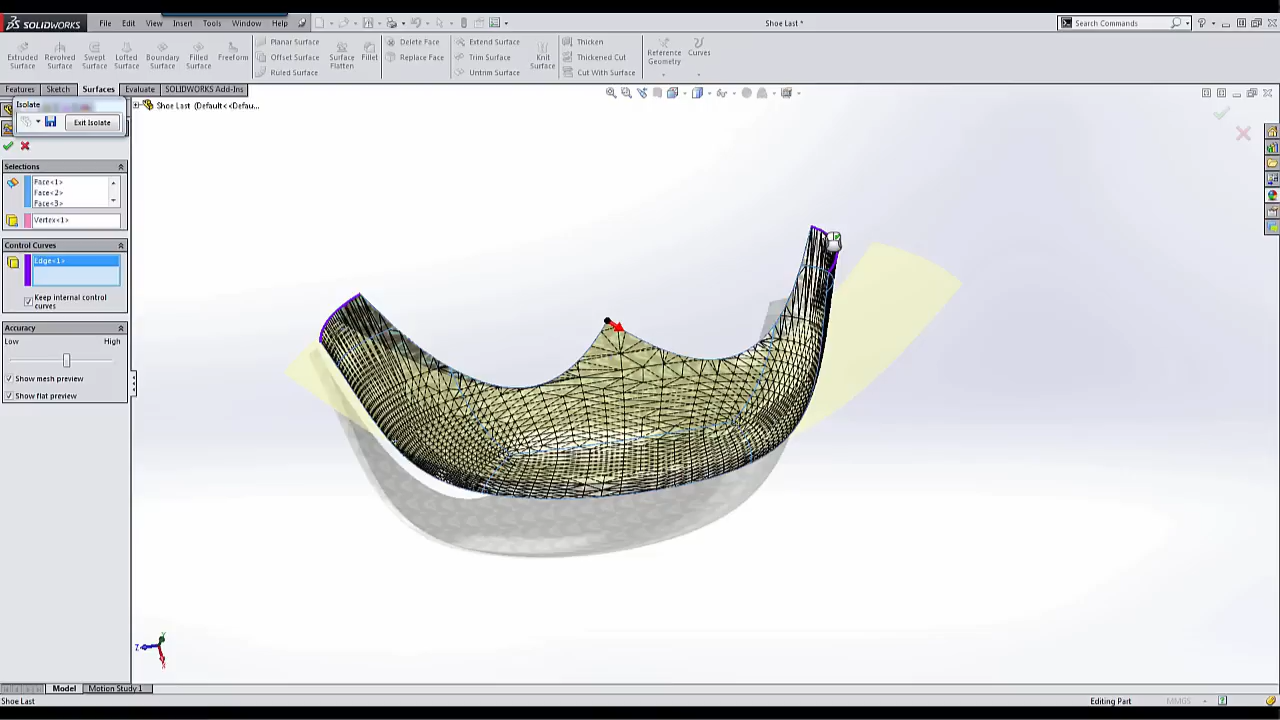 SOLIDWORKS File Edit View Insert Tools Window Help Shoe Last * Search Commands
Extruded Surface
Revolved Surface
Swept Surface
Lofted Surface
Boundary Surface
Filled Surface
Freeform
Planar Surface
Offset Surface
Ruled Surface
Surface Flatten
Fillet
Delete Face
Replace Face
Extend Surface
Trim Surface
Untrim Surface
Knit Surface
Thicken
Thickened Cut
Cut With Surface
Reference Geometry
Curves
Features Sketch Surfaces Evaluate SOLIDWORKS Add-Ins
Isolate
Exit Isolate
Shoe Last (Default<<Defau...
Selections
Face<1>
Face<2>
Face<3>
Vertex<1>
Control Curves
Edge<1>
Keep internal control
curves
Accuracy
Low High
Show mesh preview
Show flat preview
Y
Z
X
Model Motion Study 1
Shoe Last Editing Part MMGS